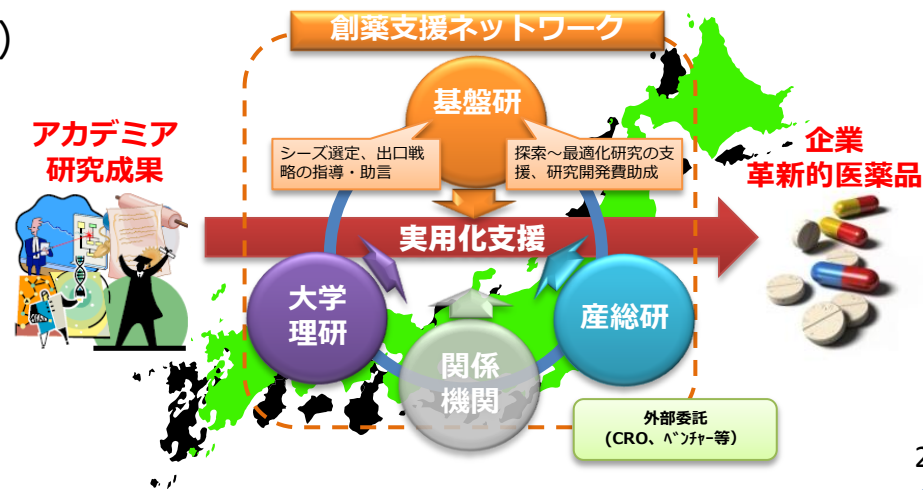 )
創薬支援ネットワーク
基盤研
アカデミア
研究成果
シーズ選定、出口戦
略の指導・助言
探索～最適化研究の支
援、研究開発費助成
企業
革新的医薬品
実用化支援
大学
理研
産総研
関係
機関
外部委託
(CRO、ﾍﾞﾝﾁｬｰ等)
2